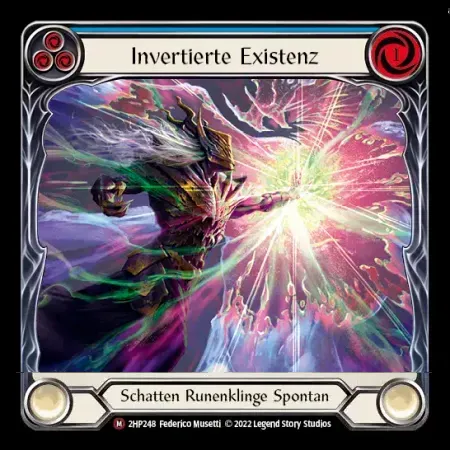 Invertierte Existenz
1
Schatten Runenklinge Spontan
M 2HP248 Federico Musetti © 2022 Legend Story Studios